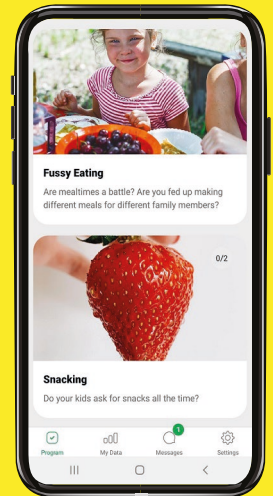 Fussy Eating
Are mealtimes a battle? Are you fed up making
different meals for different family members?
0/2
Snacking
Do your kids ask for snacks all the time?
1
Program My Data Messages Settings